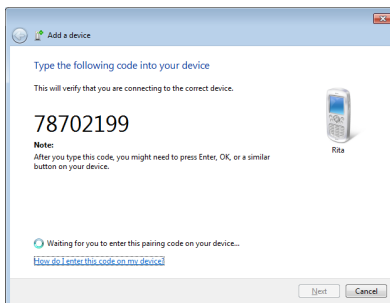 Add a device
Type the following code into your device
This will verify that you are connecting to the correct device.
78702199
Note:
After you type this code, you might need to press Enter, OK, or a similar
button on your device.
Rita
Waiting for you to enter this pairing code on your device...
How do I enter this code on my device?
Next
Cancel